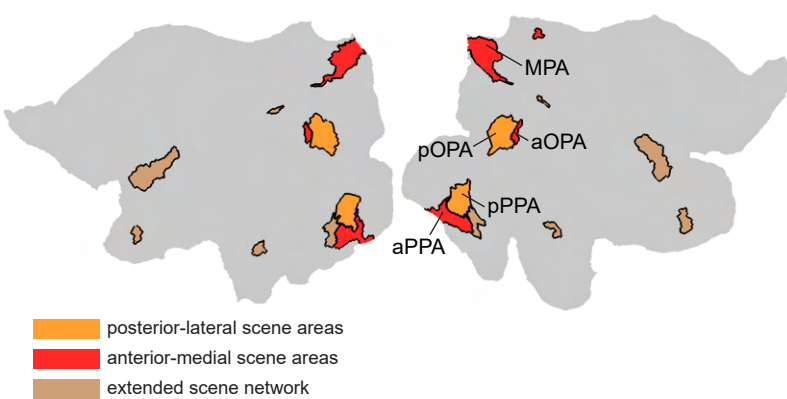 MPA
pOPA
aOPA
pPPA
aPPA
posterior-lateral scene areas
anterior-medial scene areas
extended scene network